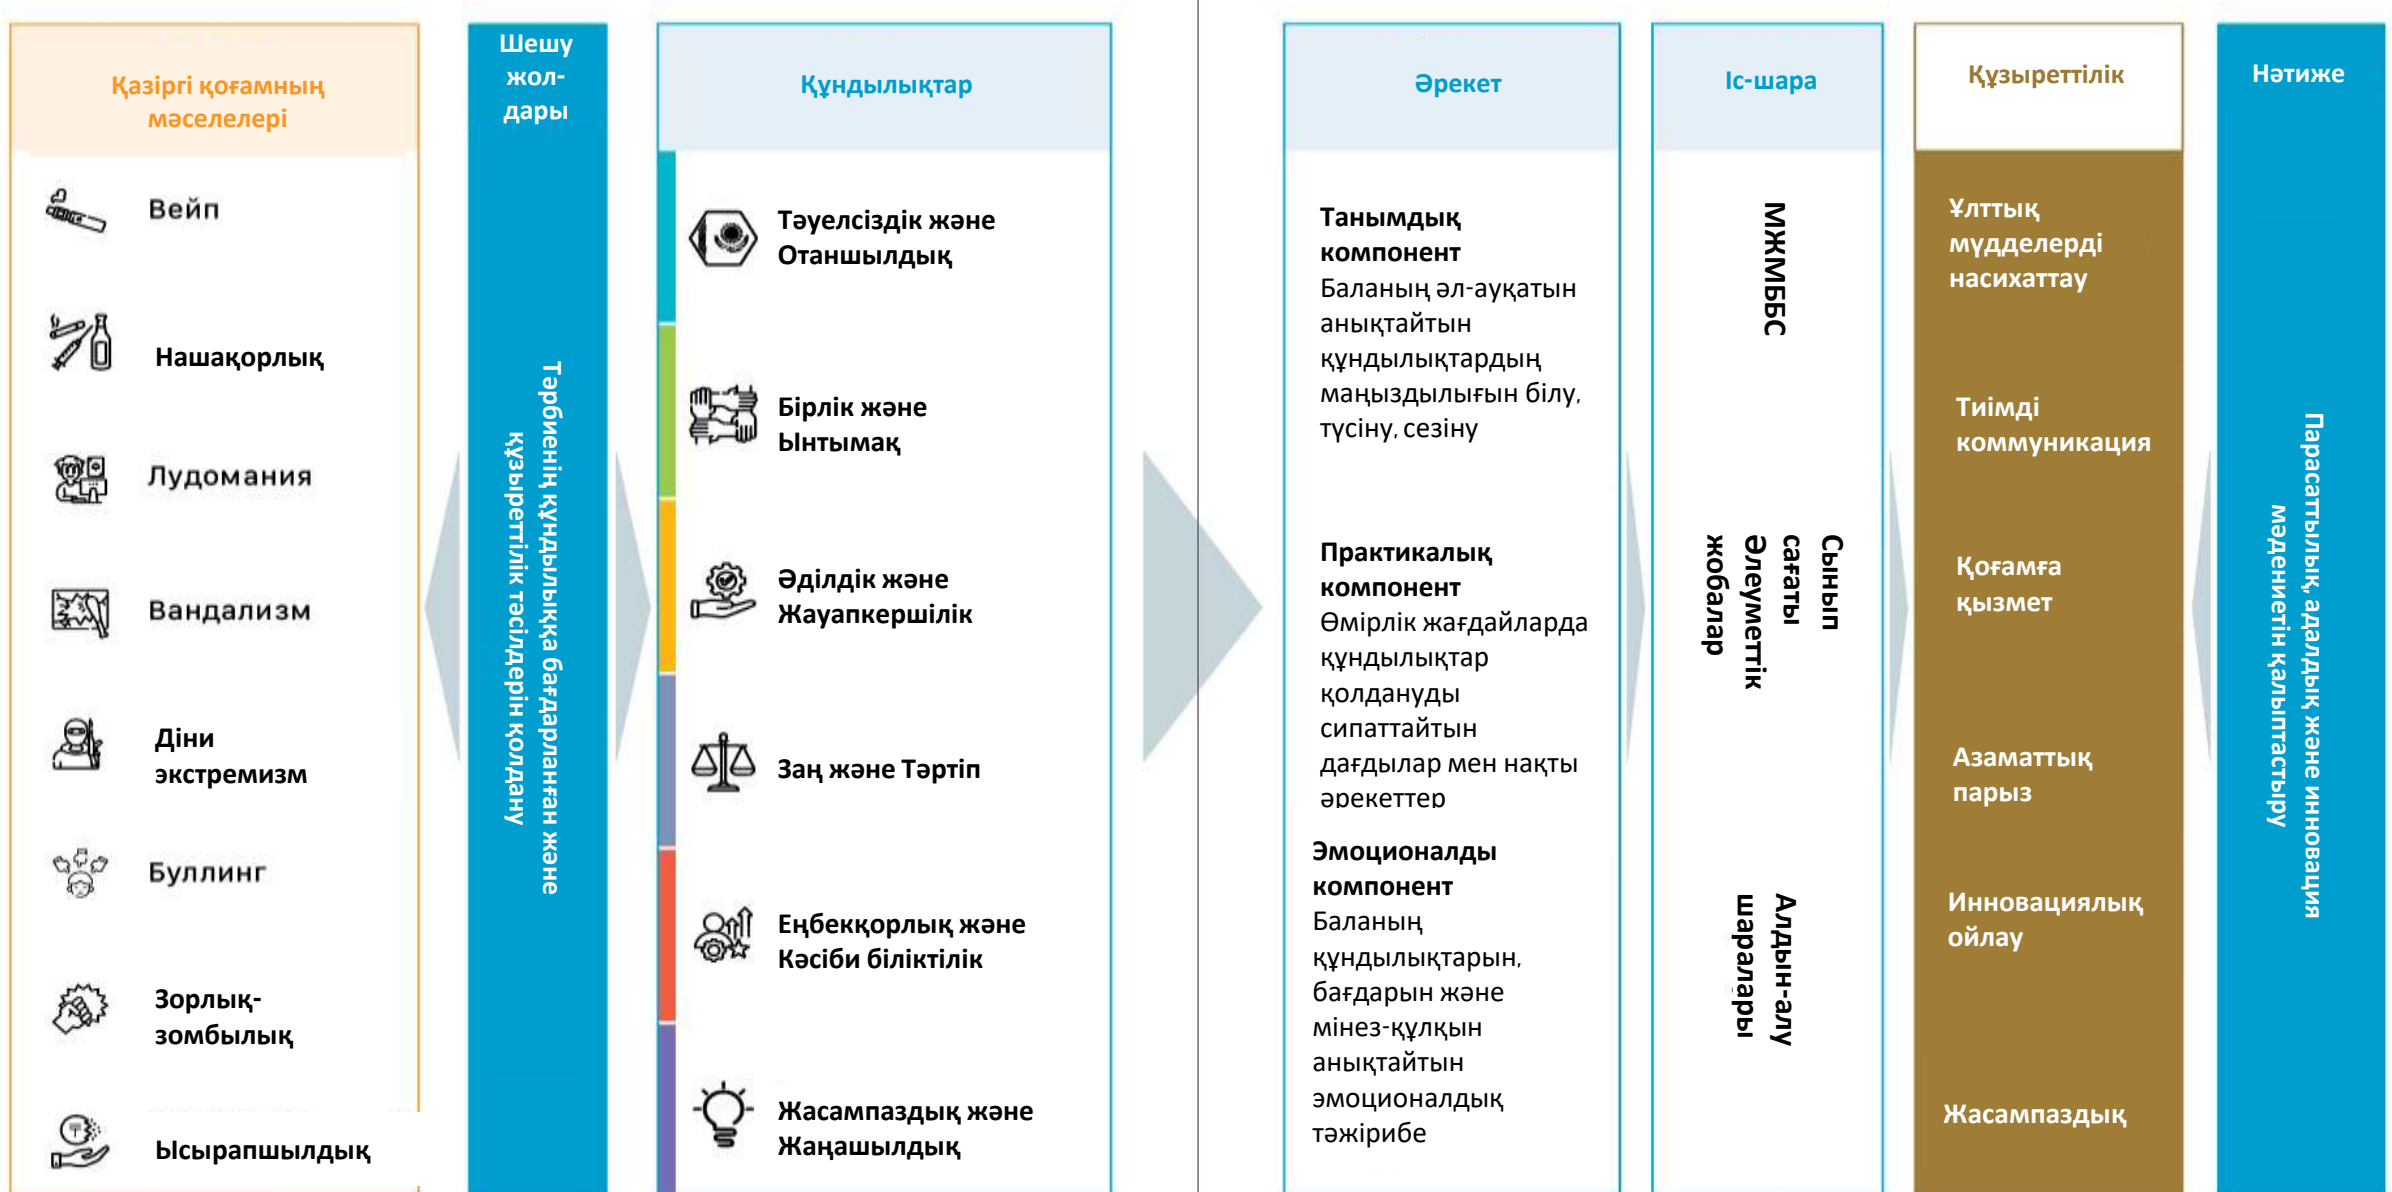 Қазіргі қоғамның
мәселелері
Вейп
Нашақорлық
Лудомания
Вандализм
Діни
экстремизм
Буллинг
Зорлық-
зомбылық
Ысырапшылдық
Шешу
жол-
дары
Тәрбиенің құндылыққа бағдарланған және
құзыреттілік тәсілдерін қолдану
Құндылықтар
Тәуелсіздік және
Отаншылдық
Бірлік және
Ынтымақ
Әділдік және
Жауапкершілік
Заң және Тәртіп
Еңбекқорлық және
Кәсіби біліктілік
Жасампаздық және
Жаңашылдық
Әрекет
Танымдық
компонент
Баланың әл-ауқатын
анықтайтын
құндылықтардың
маңыздылығын білу,
түсіну, сезіну
Практикалық
компонент
Өмірлік жағдайларда
құндылықтар
қолдануды
сипаттайтын
дағдылар мен нақты
әрекеттер
Эмоционалды
компонент
Баланың
құндылықтарын,
бағдарын және
мінез-құлқын
анықтайтын
эмоционалдық
тәжірибе
Іс-шара
МЖМББС
Сынып
сағаты
Әлеуметтік
жобалар
Алдын-алу
шаралары
Құзыреттілік
Ұлттық
мүдделерді
насихаттау
Тиімді
коммуникация
Қоғамға
қызмет
Азаматтық
парыз
Инновациялық
ойлау
Жасампаздық
Нәтиже
Парасаттылық, адалдық және инновация
мәдениетін қалыптастыру